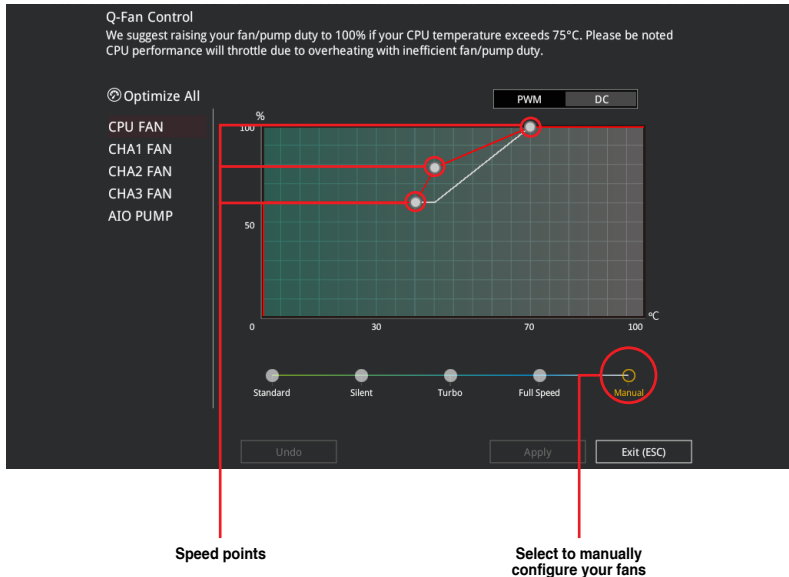 Q-Fan Control
We suggest raising your fan/pump duty to 100% if your CPU temperature exceeds 75°C. Please be noted
CPU performance will throttle due to overheating with inefficient fan/pump duty.
Optimize All
PWM
DC
CPU FAN
CHA1 FAN
CHA2 FAN
CHA3 FAN
AIO PUMP
%
100
50
0
30
70
100
ºC
Standard
Silent
Turbo
Full Speed
Manual
Undo
Apply
Exit (ESC)
Speed points
Select to manually
configure your fans